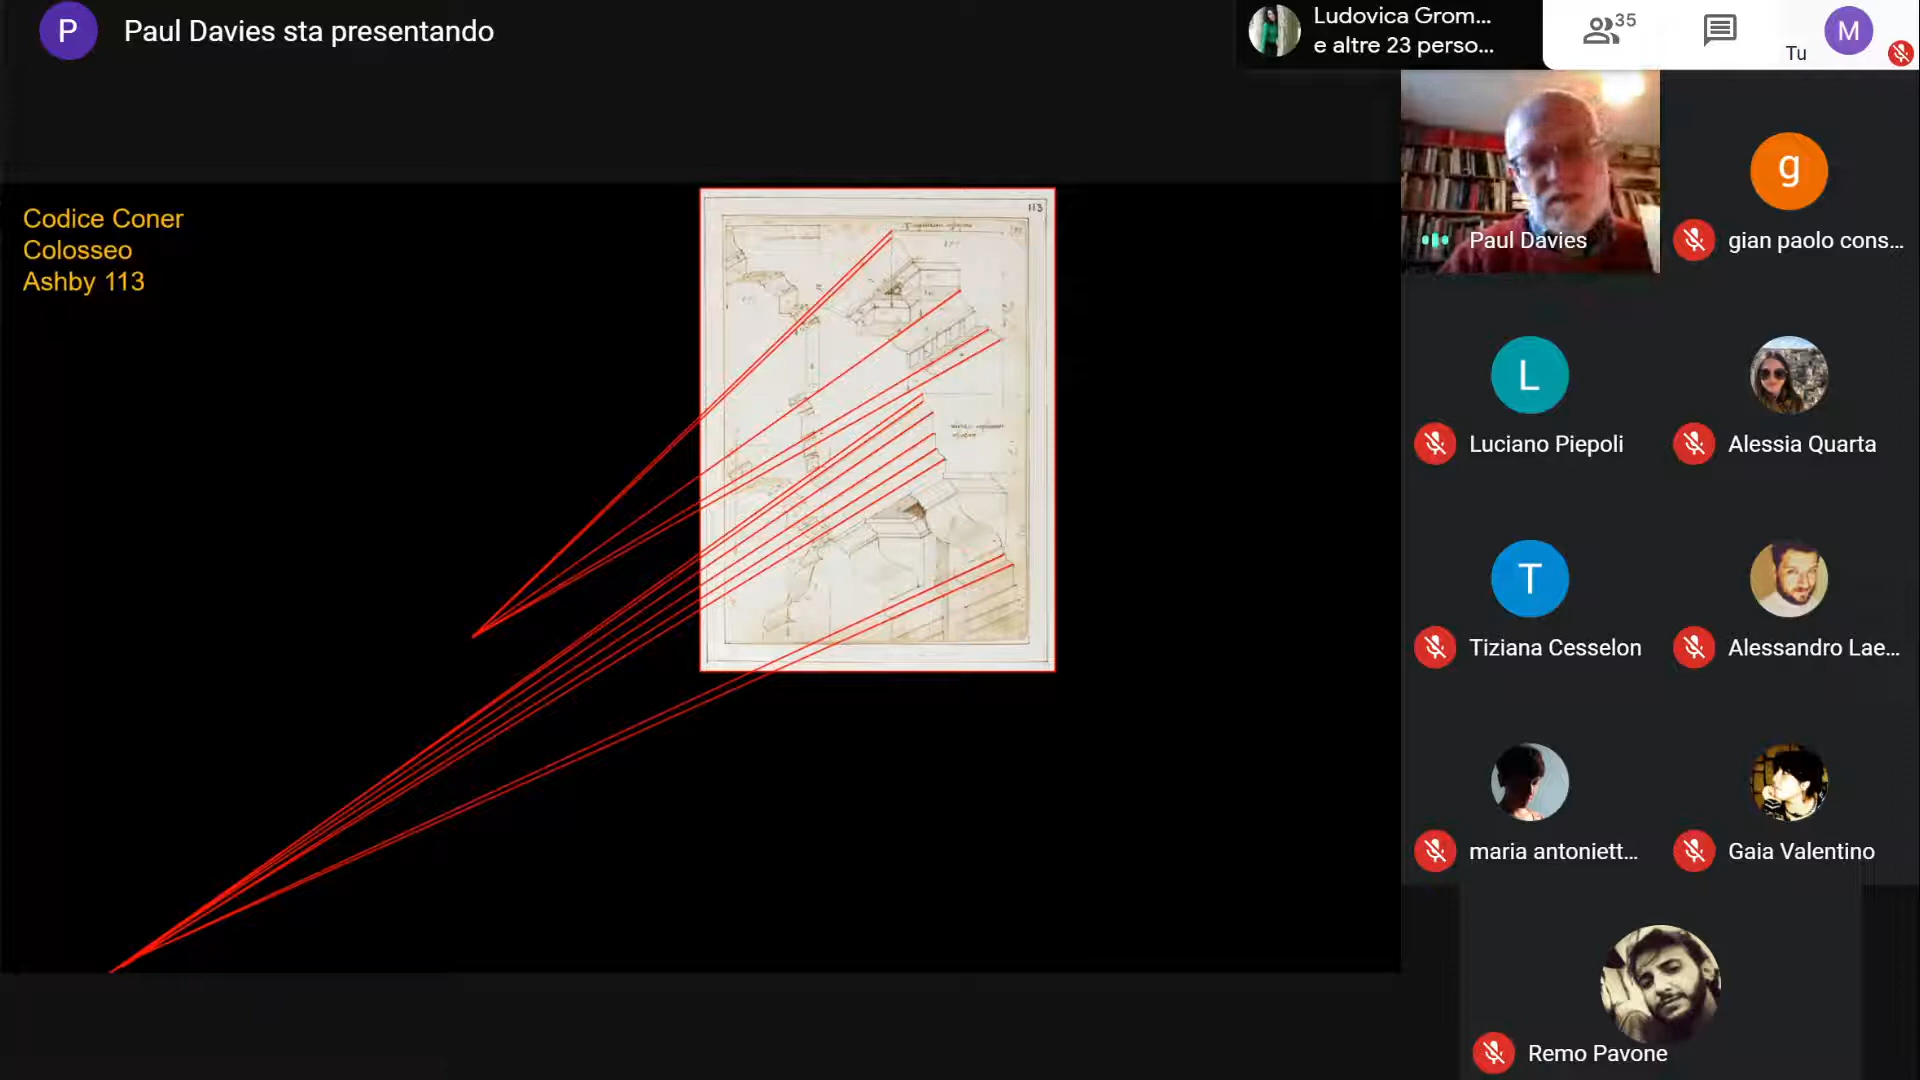 P
Paul Davies sta presentando
Ludovica Grom...
e altre 23 perso...
35
Tu
M
Codice Coner
Colosseo
Ashby 113
113
Paul Davies
g
gian paolo cons...
L
Luciano Piepoli
Alessia Quarta
T
Tiziana Cesselon
Alessandro Lae...
maria antoniett...
Gaia Valentino
Remo Pavone